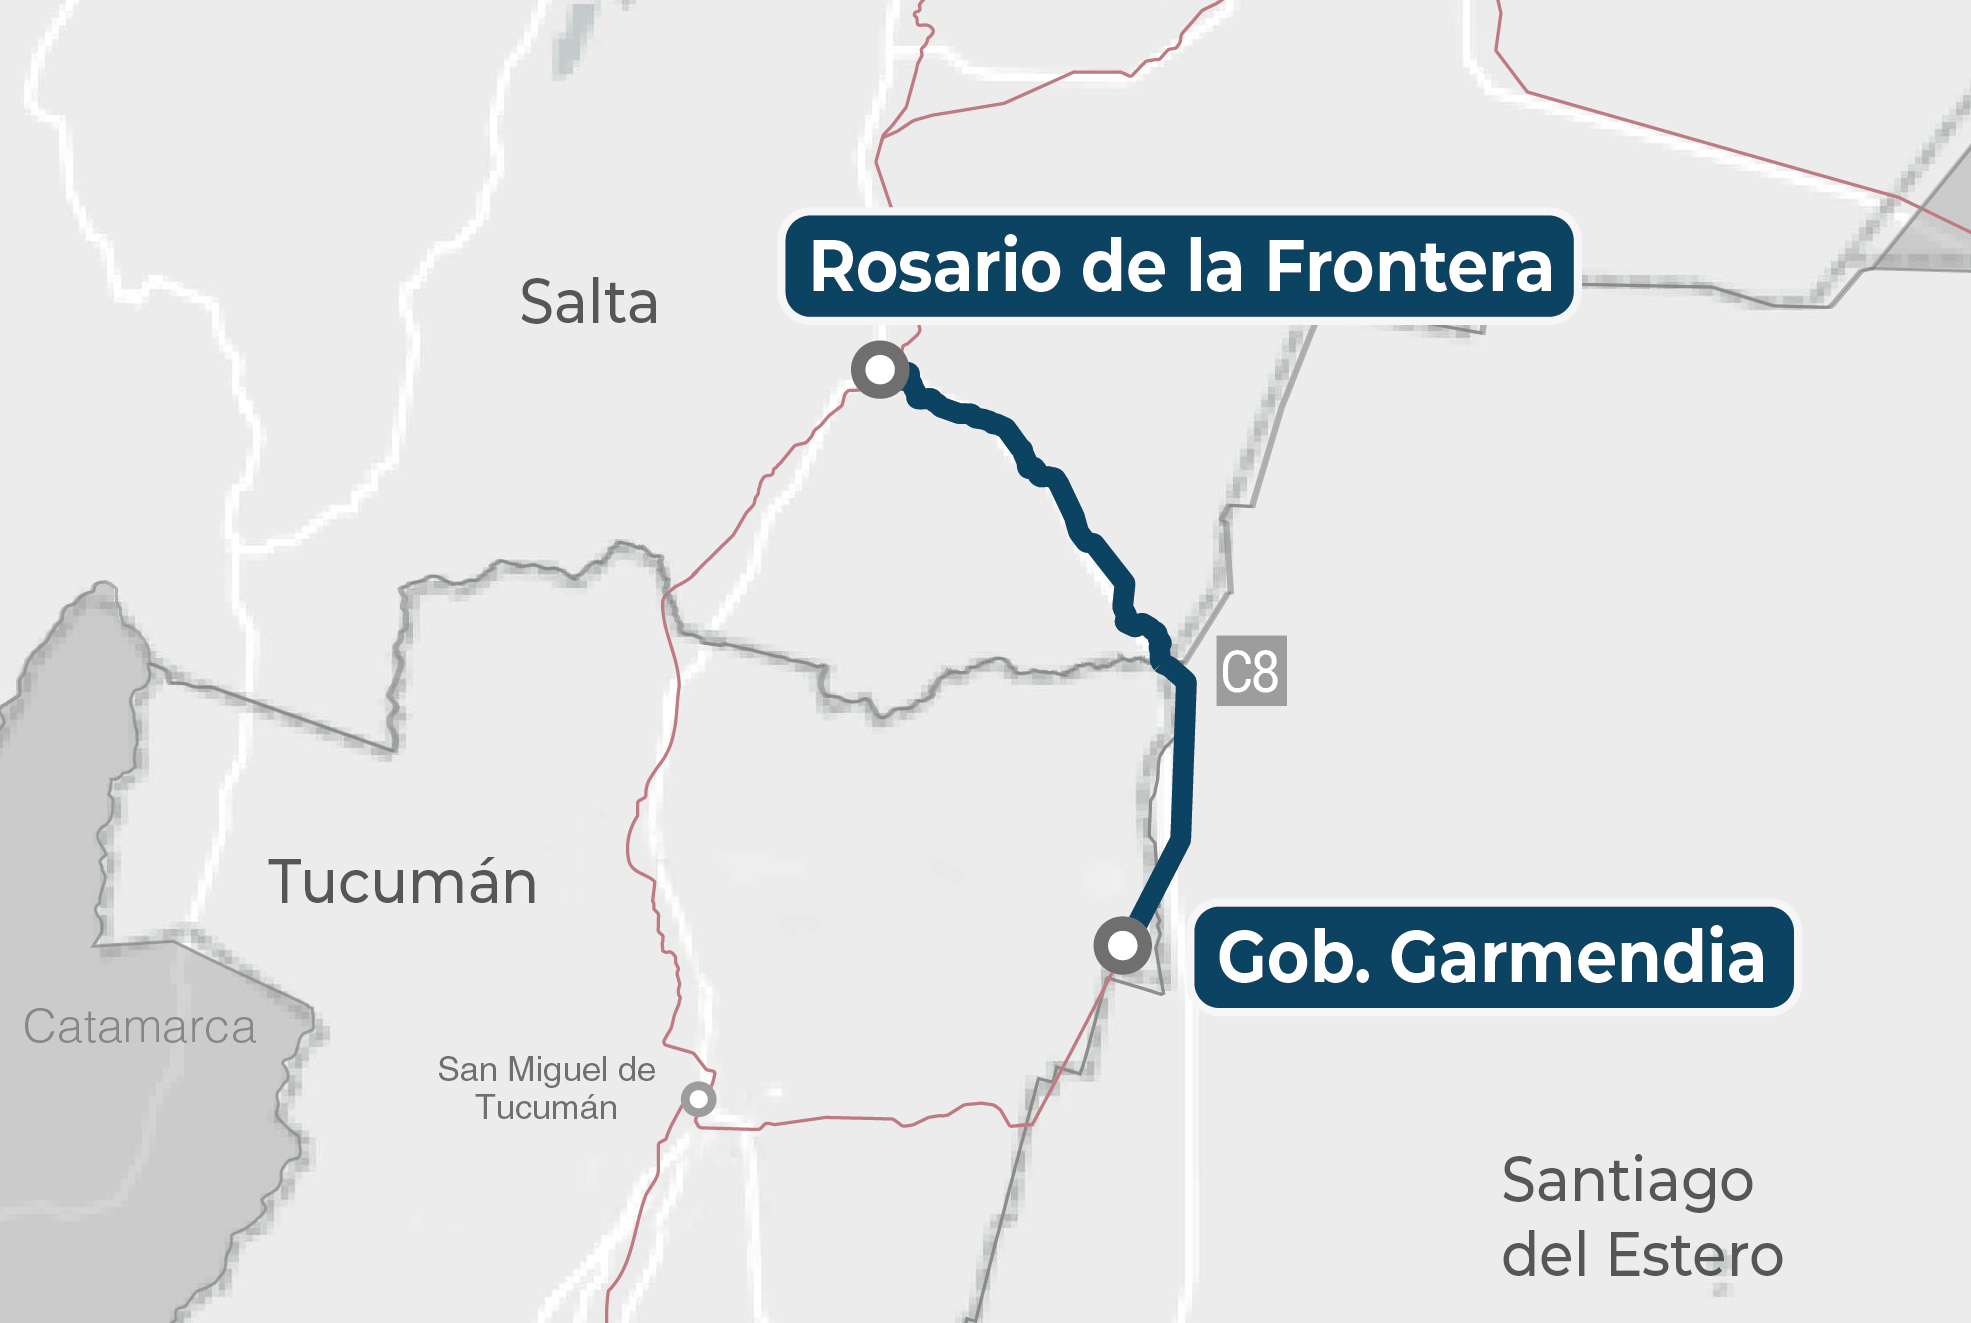 Rosario de la Frontera
Salta
C8
Tucumán
Gob. Garmendia
Catamarca
San Miguel de
Tucumán
Santiago
del Estero